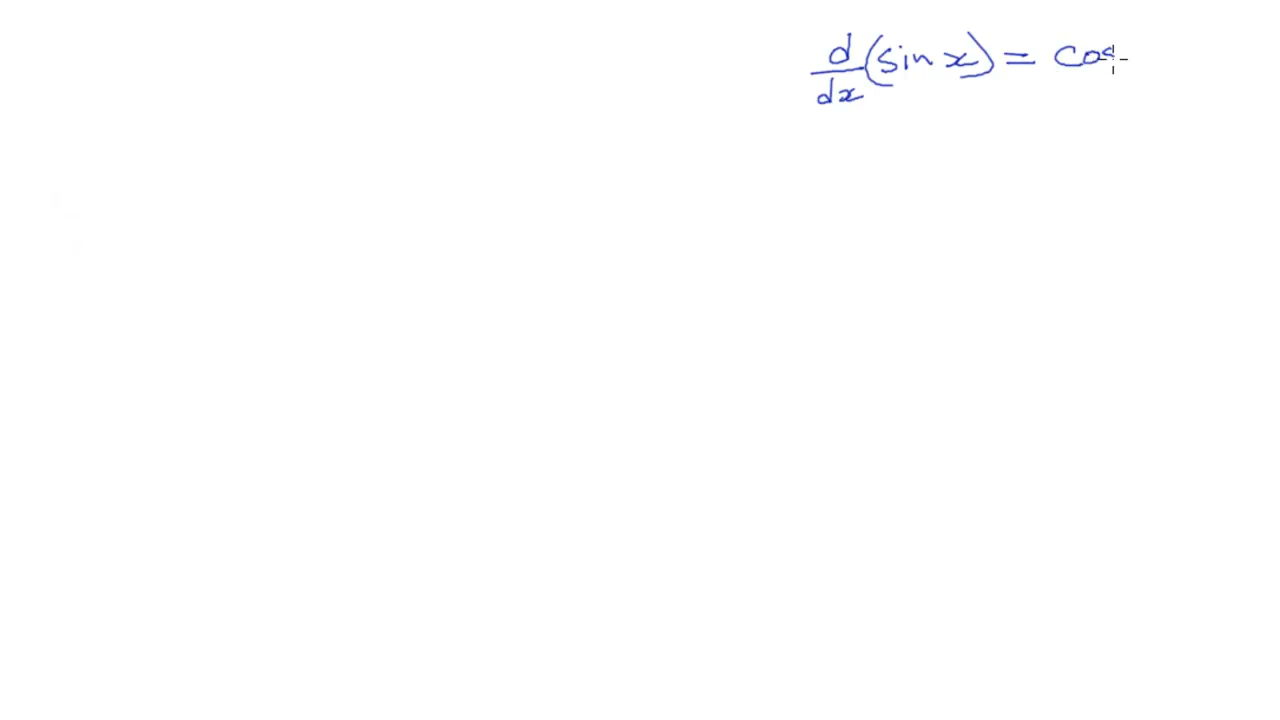 d/dx (sin x) = cos